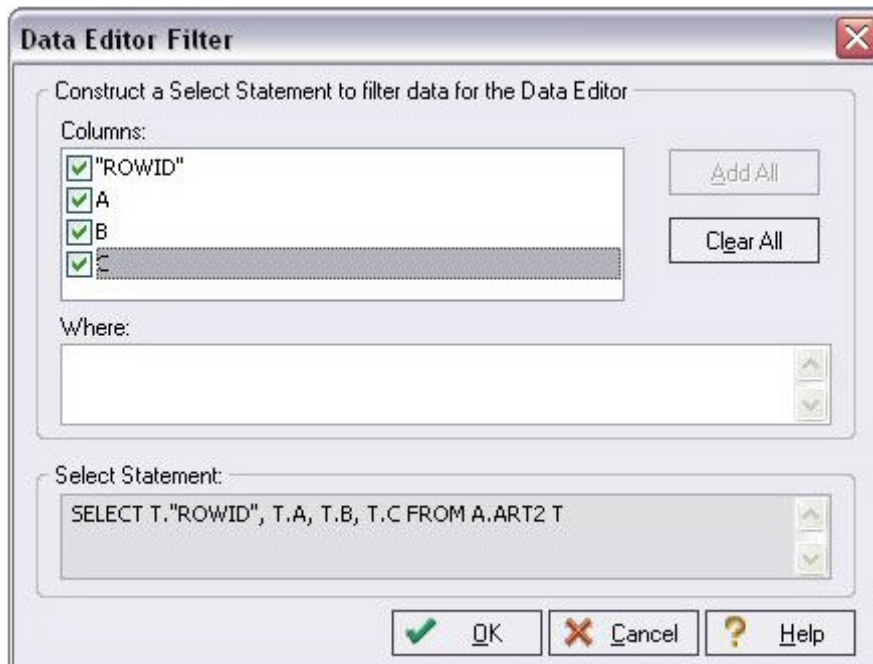 Data Editor Filter
Construct a Select Statement to filter data for the Data Editor
Columns:
"ROWID"
A
B
C
Add All
Clear All
Where:
Select Statement:
SELECT T."ROWID", T.A, T.B, T.C FROM A.ART2 T
OK
Cancel
? Help